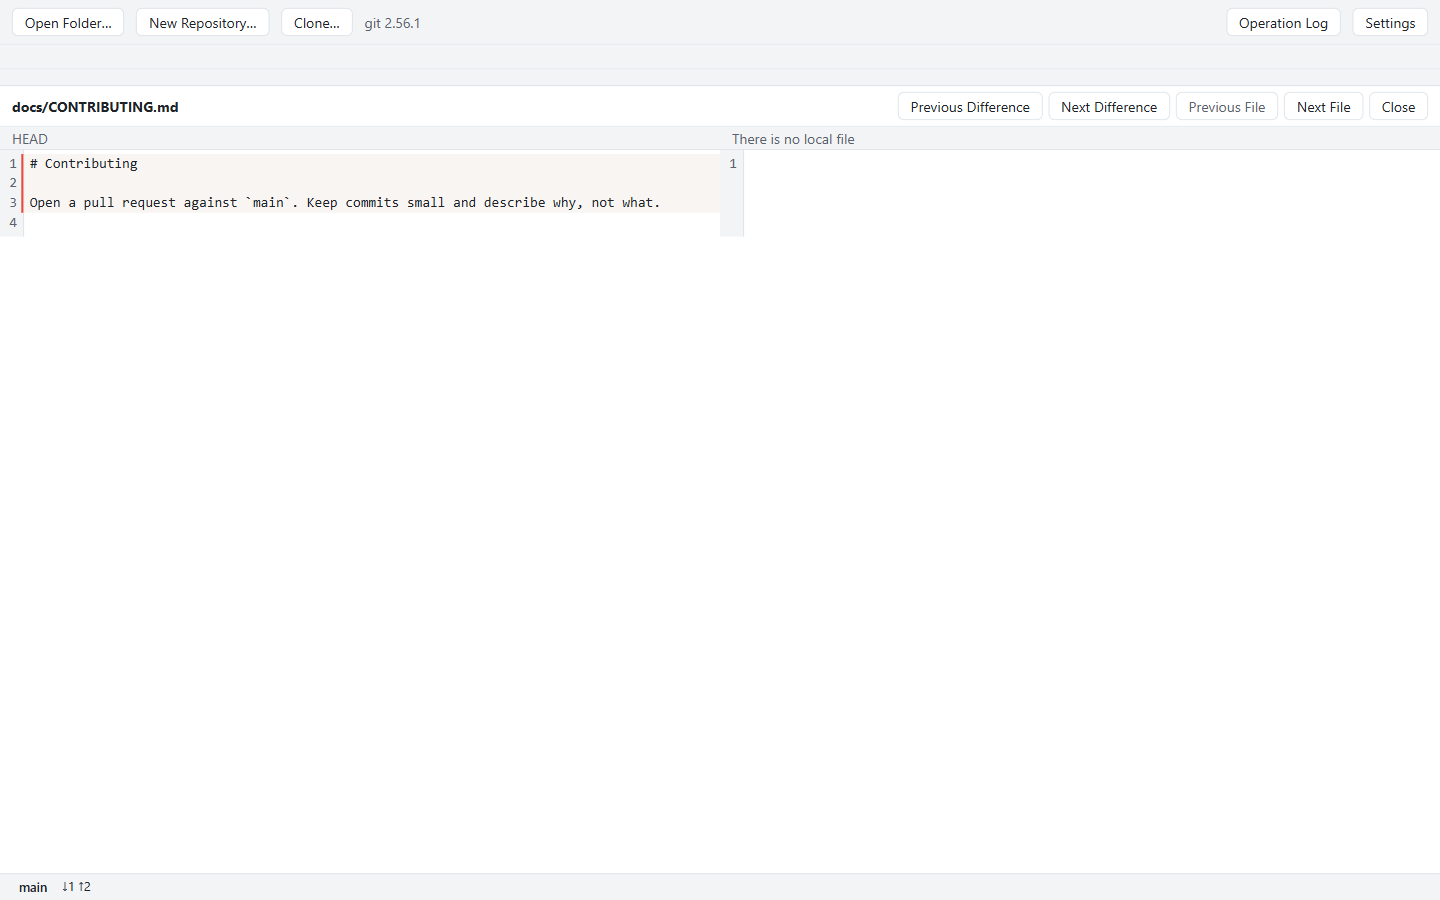 Open Folder... New Repository... Clone... git 2.56.1 Operation Log Settings
docs/CONTRIBUTING.md Previous Difference Next Difference Previous File Next File Close
HEAD There is no local file
1 # Contributing 1
2
3 Open a pull request against `main`. Keep commits small and describe why, not what.
4
main ↓1 ↑2